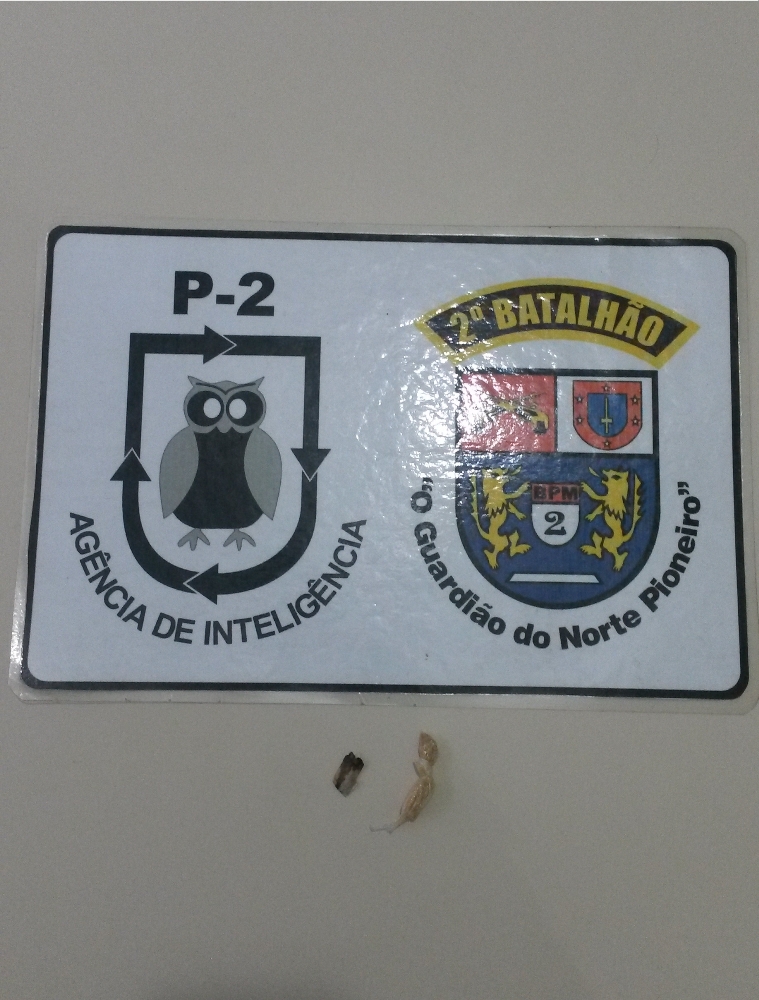 P-2
AGÊNCIA DE INTELIGÊNCIA
2º BATALHÃO
BPM
2
"O Guardião do Norte Pioneiro"